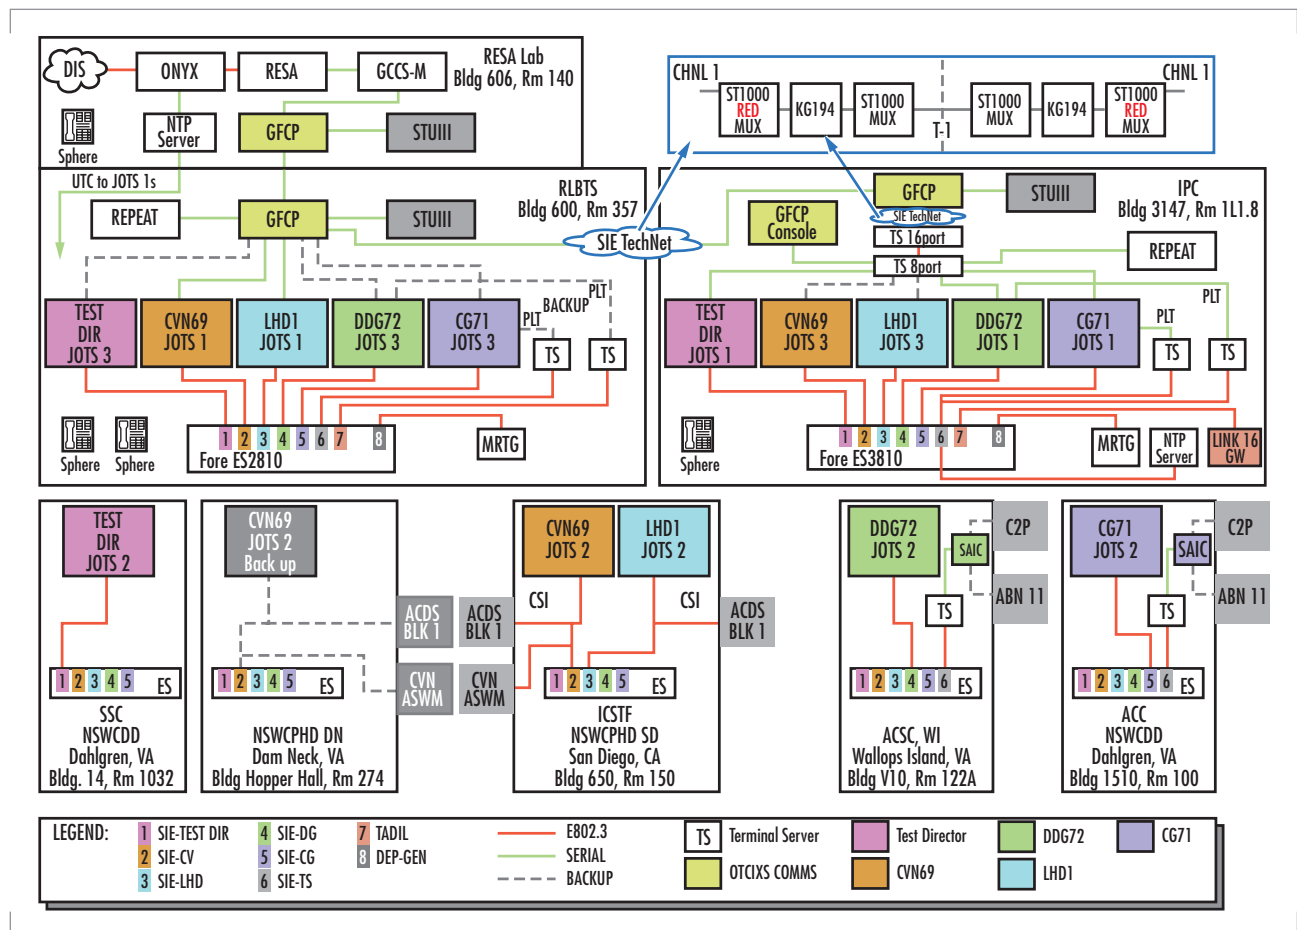 DIS
ONYX
RESA
GCCS-M
RESA Lab
Bldg 606, Rm 140
Sphere
NTP
Server
GFCP
STUIII
CHNL 1
ST1000
RED
MUX
KG194
ST1000
MUX
T-1
ST1000
MUX
KG194
ST1000
RED
MUX
CHNL 1
UTC to JOTS 1s
REPEAT
GFCP
STUIII
RLBTS
Bldg 600, Rm 357
SIE TechNet
TEST
DIR
JOTS 3
CVN69
JOTS 1
LHD1
JOTS 1
DDG72
JOTS 3
CG71
JOTS 3
PLT
BACKUP
PLT
TS
TS
Sphere
Sphere
1 2 3 4 5 6 7 8
Fore ES2810
MRTG
GFCP
Console
GFCP
SIE TechNet
STUIII
IPC
Bldg 3147, Rm 1L1.8
TS 16port
TS 8port
REPEAT
TEST
DIR
JOTS 1
CVN69
JOTS 3
LHD1
JOTS 3
DDG72
JOTS 1
CG71
JOTS 1
PLT
PLT
TS
TS
Sphere
1 2 3 4 5 6 7 8
Fore ES3810
MRTG
NTP
Server
LINK 16
GW
TEST
DIR
JOTS 2
1 2 3 4 5 ES
SSC
NSWCDD
Dahlgren, VA
Bldg. 14, Rm 1032
CVN69
JOTS 2
Back up
ACDS
BLK 1
CVN
ASWM
1 2 3 4 5 ES
NSWCPHD DN
Dam Neck, VA
Bldg Hopper Hall, Rm 274
ACDS
BLK 1
CVN
ASWM
CVN69
JOTS 2
LHD1
JOTS 2
CSI
CSI
ACDS
BLK 1
1 2 3 4 5 ES
ICSTF
NSWCPHD SD
San Diego, CA
Bldg 650, Rm 150
DDG72
JOTS 2
SAIC
C2P
ABN 11
TS
1 2 3 4 5 6 ES
ACSC, WI
Wallops Island, VA
Bldg V10, Rm 122A
CG71
JOTS 2
SAIC
C2P
ABN 11
TS
1 2 3 4 5 6 ES
ACC
NSWCDD
Dahlgren, VA
Bldg 1510, Rm 100
LEGEND:
1 SIE-TEST DIR
2 SIE-CV
3 SIE-LHD
4 SIE-DG
5 SIE-CG
6 SIE-TS
7 TADIL
8 DEP-GEN
E802.3
SERIAL
BACKUP
TS Terminal Server
OTCIXS COMMS
Test Director
CVN69
DDG72
LHD1
CG71